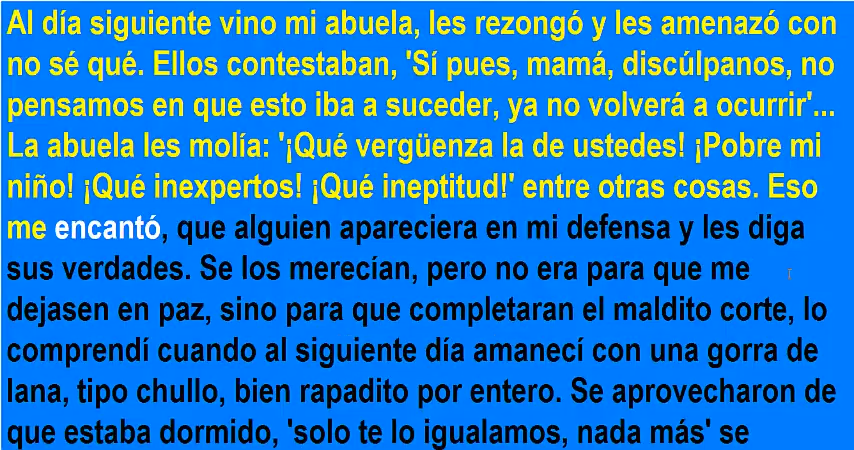 Al día siguiente vino mi abuela, les rezongó y les amenazó con
no sé qué. Ellos contestaban, 'Sí pues, mamá, discúlpanos, no
pensamos en que esto iba a suceder, ya no volverá a ocurrir'...
La abuela les molía: '¡Qué vergüenza la de ustedes! ¡Pobre mi
niño! ¡Qué inexpertos! ¡Qué ineptitud!' entre otras cosas. Eso
me encantó, que alguien apareciera en mi defensa y les diga
sus verdades. Se los merecían, pero no era para que me
dejasen en paz, sino para que completaran el maldito corte, lo
comprendí cuando al siguiente día amanecí con una gorra de
lana, tipo chullo, bien rapadito por entero. Se aprovecharon de
que estaba dormido, 'solo te lo igualamos, nada más' se